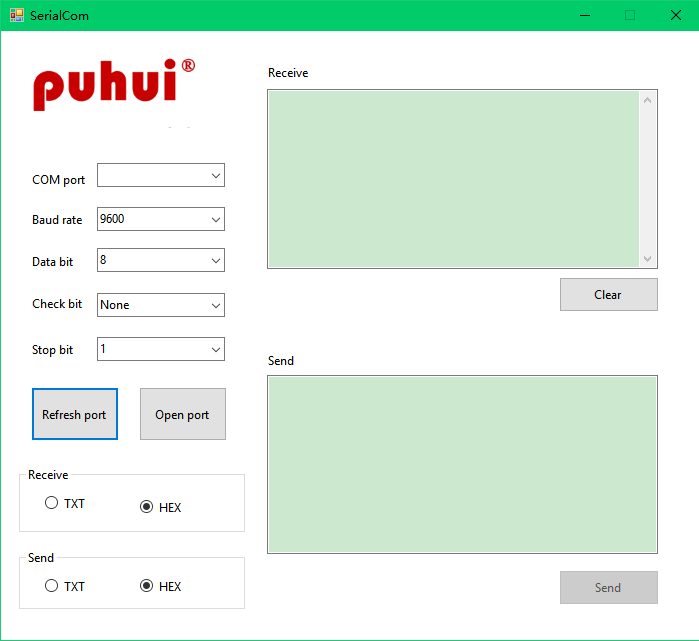 SerialCom
puhui®
COM port
Baud rate 9600
Data bit 8
Check bit None
Stop bit 1
Refresh port Open port
Receive
TXT HEX
Send
TXT HEX
Receive
Clear
Send
Send